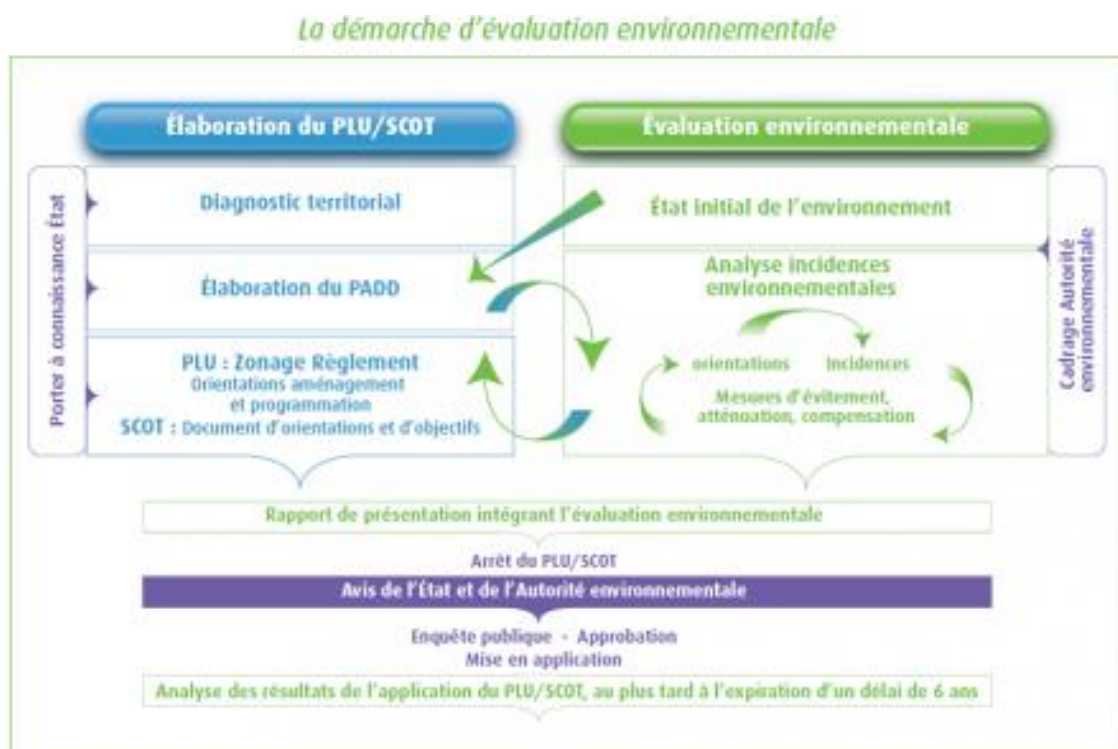 La démarche d'évaluation environnementale
Élaboration du PLU/SCOT
Évaluation environnementale
Porter à connaissance État
Diagnostic territorial
État initial de l'environnement
Cadrage Autorité
environnementale
Élaboration du PADD
Analyse incidences
environnementales
PLU : Zonage Règlement
Orientations aménagement
et programmation
SCOT : Document d'orientations et d'objectifs
orientations
Incidences
Mesures d'évitement,
atténuation, compensation
Rapport de présentation intégrant l'évaluation environnementale
Arrêt du PLU/SCOT
Avis de l'État et de l'Autorité environnementale
Enquête publique - Approbation
Mise en application
Analyse des résultats de l'application du PLU/SCOT, au plus tard à l'expiration d'un délai de 6 ans